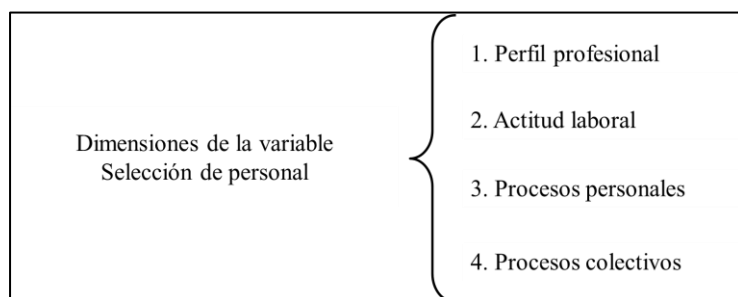 Dimensiones de la variable
Selección de personal
1. Perfil profesional
2. Actitud laboral
3. Procesos personales
4. Procesos colectivos